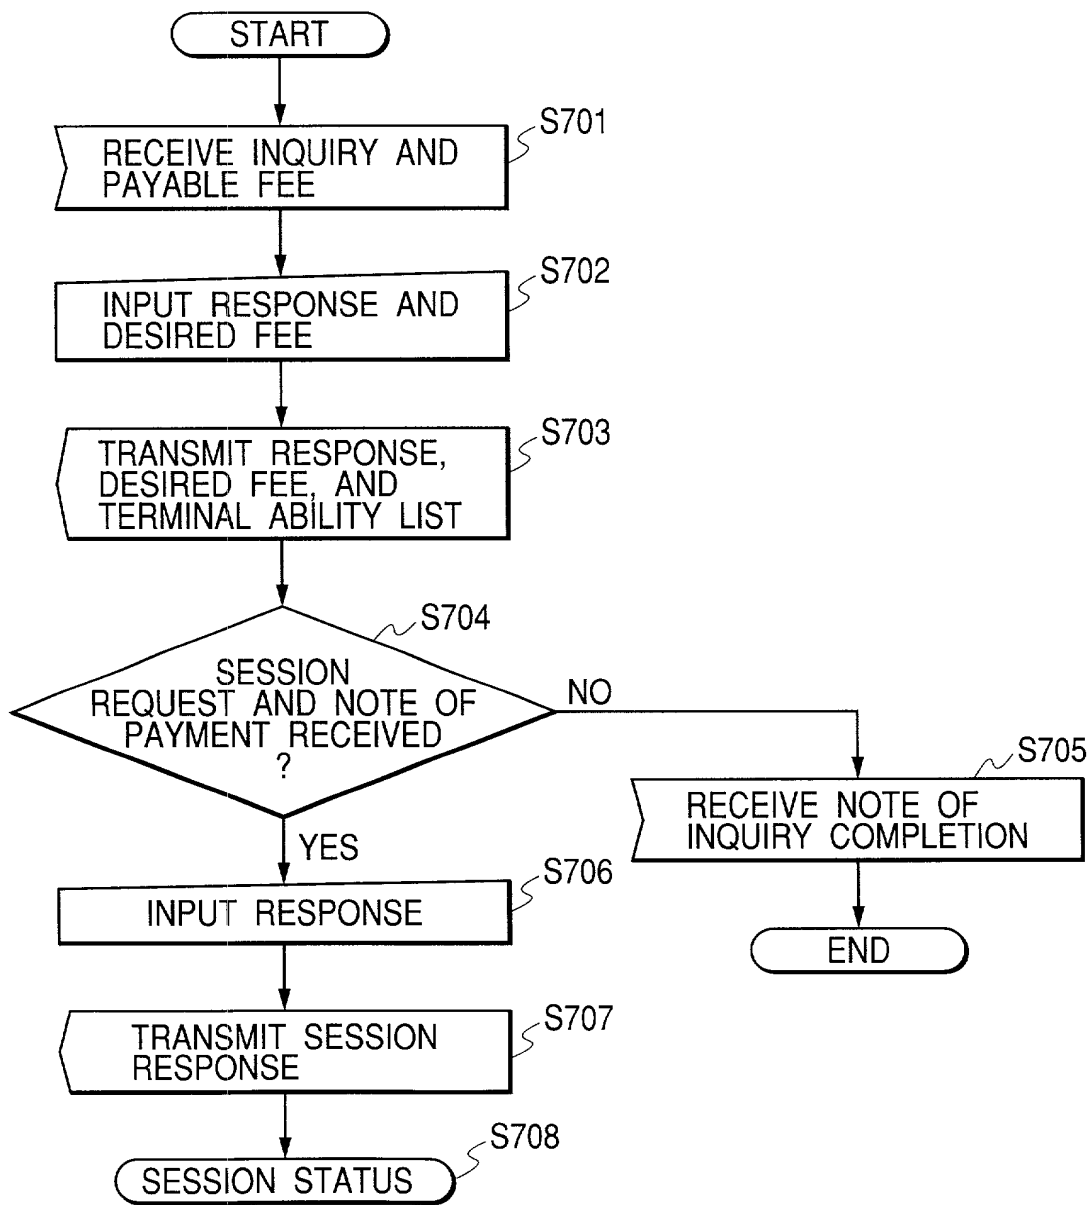 START
S701
RECEIVE INQUIRY AND
PAYABLE FEE
S702
INPUT RESPONSE AND
DESIRED FEE
S703
TRANSMIT RESPONSE,
DESIRED FEE, AND
TERMINAL ABILITY LIST
S704
SESSION
REQUEST AND NOTE OF
PAYMENT RECEIVED
?
NO
S705
RECEIVE NOTE OF
INQUIRY COMPLETION
END
YES
S706
INPUT RESPONSE
S707
TRANSMIT SESSION
RESPONSE
S708
SESSION STATUS